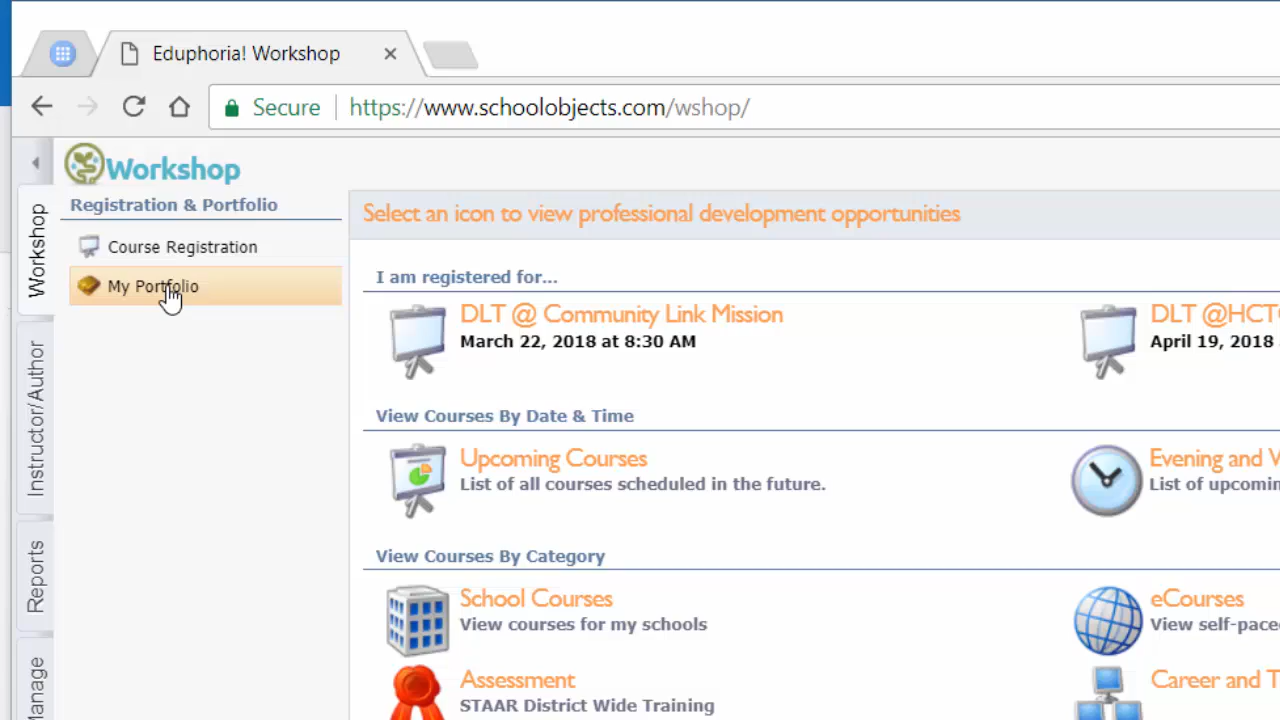 Eduphoria! Workshop
Secure
https://www.schoolobjects.com/wshop/
Workshop
Registration & Portfolio
Course Registration
My Portfolio
Workshop
Instructor/Author
Reports
Manage
Select an icon to view professional development opportunities
I am registered for...
DLT @ Community Link Mission
March 22, 2018 at 8:30 AM
DLT
April 19, 2018
View Courses By Date & Time
Upcoming Courses
List of all courses scheduled in the future.
Evening and
List of
View Courses By Category
School Courses
View courses for my schools
eCourses
View
Assessment
STAAR District Wide Training
Career and